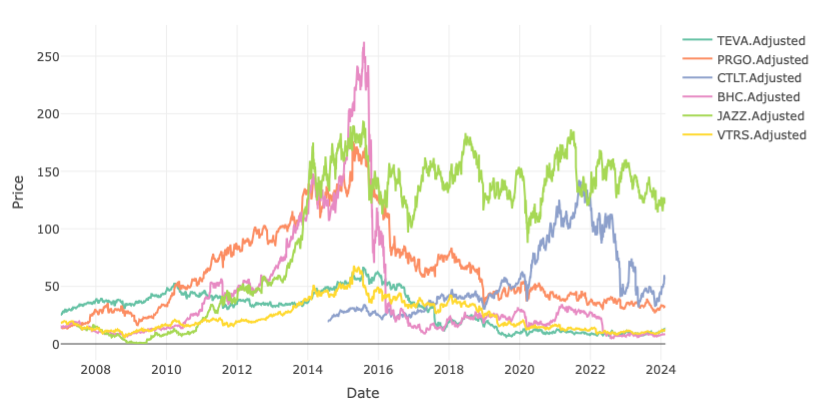 250
200
150
100
50
0
Price
2008 2010 2012 2014 2016 2018 2020 2022 2024
Date
TEVA.Adjusted
PRGO.Adjusted
CTLT.Adjusted
BHC.Adjusted
JAZZ.Adjusted
VTRS.Adjusted